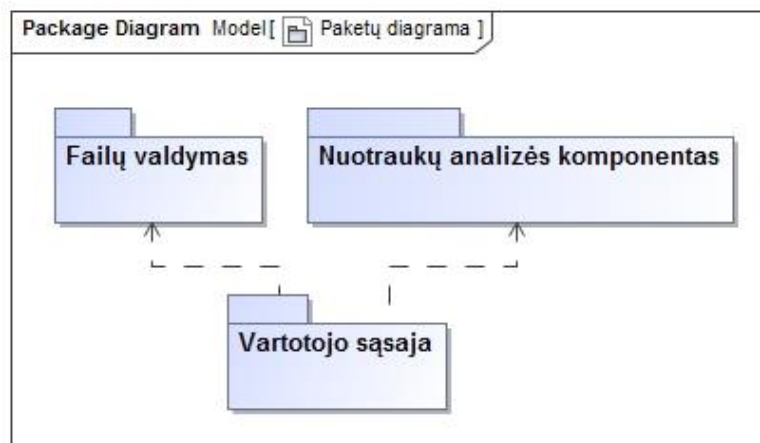 Package Diagram Model[ Paketų diagrama ]
Failų valdymas
Nuotraukų analizės komponentas
Vartotojo sąsaja